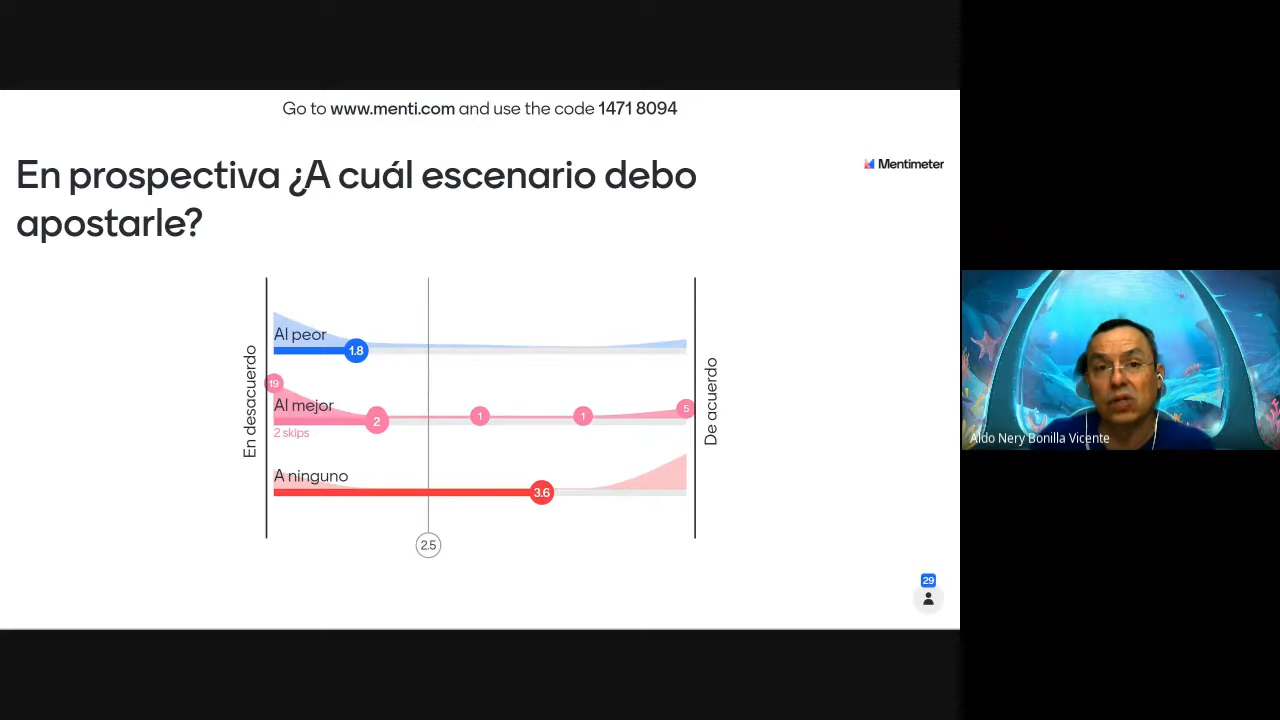 Go to www.menti.com and use the code 1471 8094
En prospectiva ¿A cuál escenario debo
apostarle?
Mentimeter
En desacuerdo
De acuerdo
Al peor
1.8
19
Al mejor
2
1
1
5
2 skips
A ninguno
3.6
2.5
29
Aldo Nery Bonilla Vicente